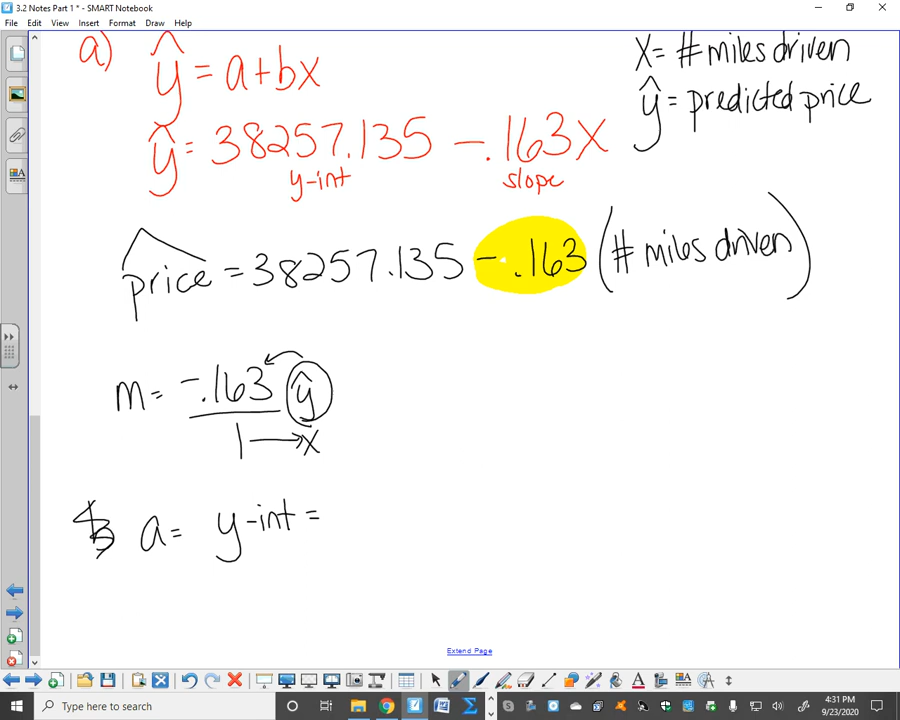 3.2 Notes Part 1 * - SMART Notebook
File Edit View Insert Format Draw Help
a) ŷ = a + bx
x = # miles driven
ŷ = predicted price
ŷ = 38257.135 - .163x
y-int slope
price = 38257.135 - .163 (# miles driven)
m = -.163 ŷ
1 → x
a = y-int =
Extend Page
Type here to search
4:31 PM
9/23/2020